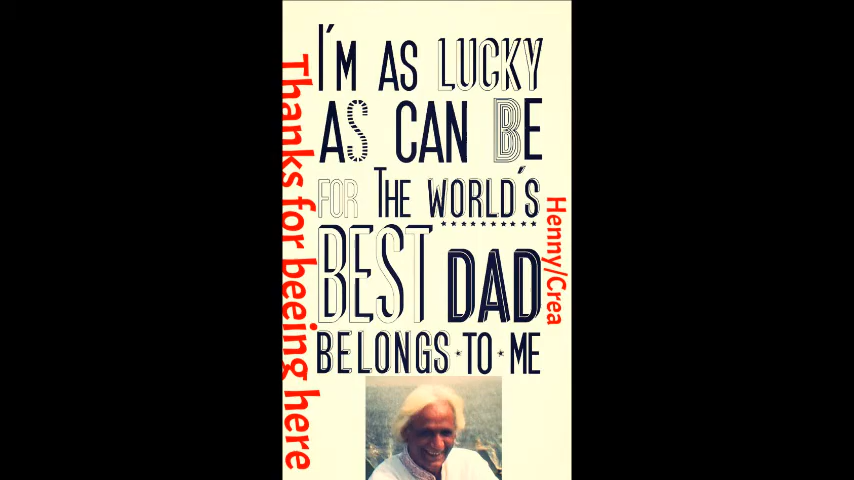 I'M AS LUCKY
AS CAN BE
FOR THE WORLD'S
BEST DAD
BELONGS TO ME
Thanks for beeing here
Henny/Crea